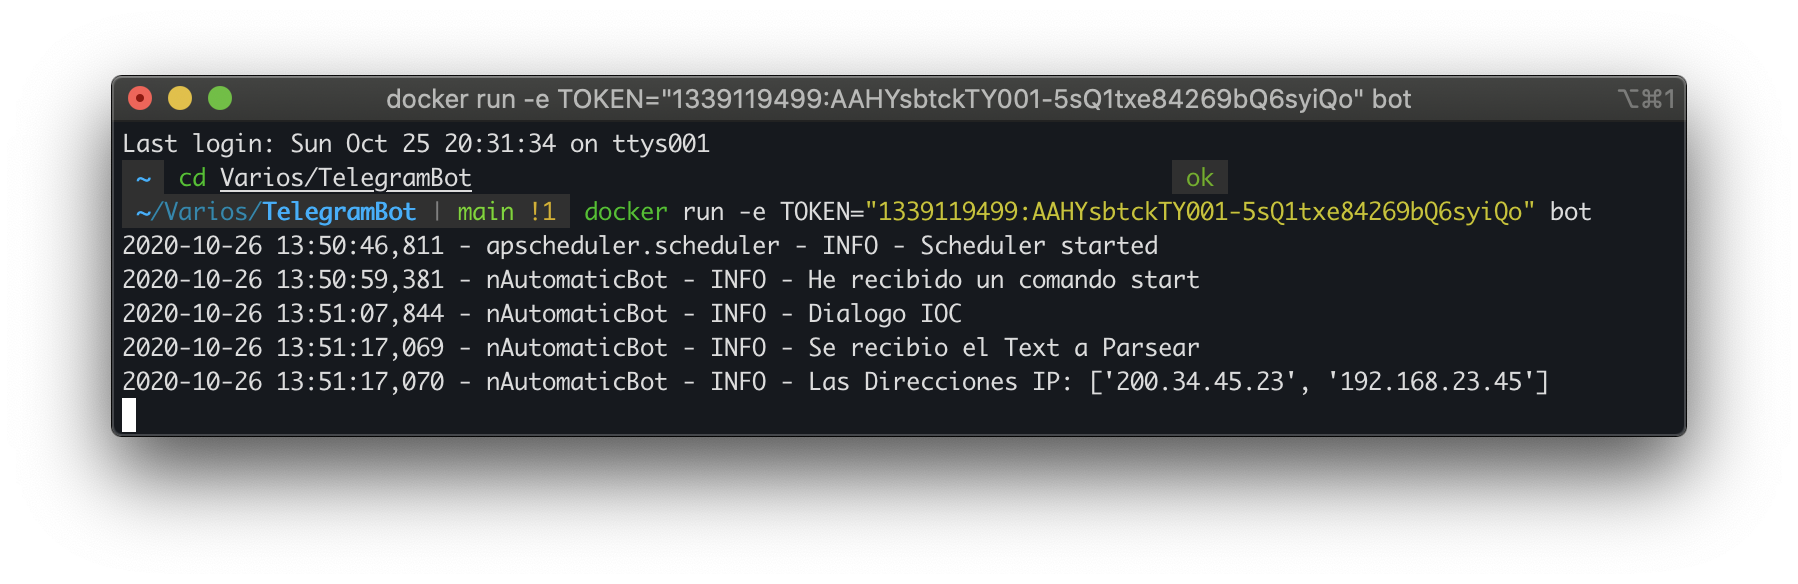 docker run -e TOKEN="1339119499:AAHYsbtckTY001-5sQ1txe84269bQ6syiQo" bot ⌥⌘1
Last login: Sun Oct 25 20:31:34 on ttys001
~ cd Varios/TelegramBot ok
~/Varios/TelegramBot | main !1 docker run -e TOKEN="1339119499:AAHYsbtckTY001-5sQ1txe84269bQ6syiQo" bot
2020-10-26 13:50:46,811 - apscheduler.scheduler - INFO - Scheduler started
2020-10-26 13:50:59,381 - nAutomaticBot - INFO - He recibido un comando start
2020-10-26 13:51:07,844 - nAutomaticBot - INFO - Dialogo IOC
2020-10-26 13:51:17,069 - nAutomaticBot - INFO - Se recibio el Text a Parsear
2020-10-26 13:51:17,070 - nAutomaticBot - INFO - Las Direcciones IP: ['200.34.45.23', '192.168.23.45']